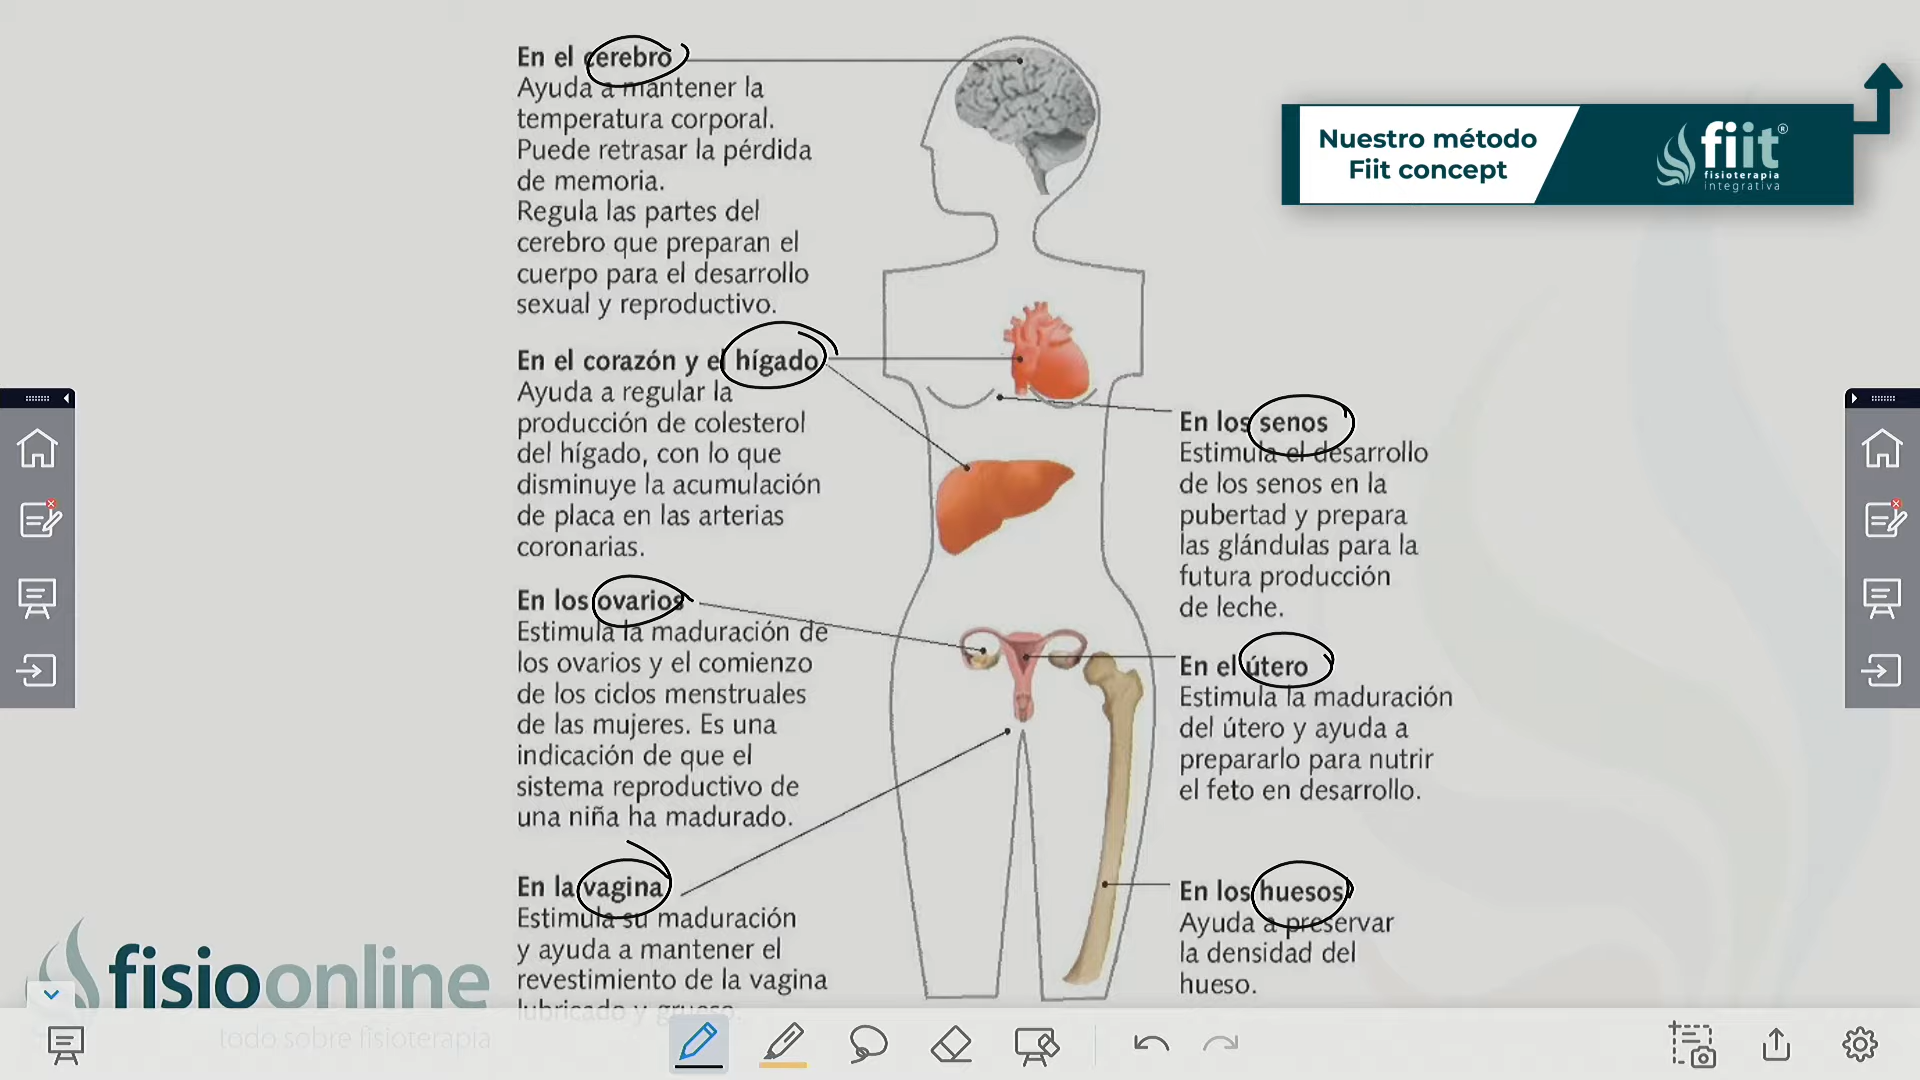 En el cerebro
Ayuda a mantener la
temperatura corporal.
Puede retrasar la pérdida
de memoria.
Regula las partes del
cerebro que preparan el
cuerpo para el desarrollo
sexual y reproductivo.
En el corazón y el hígado
Ayuda a regular la
producción de colesterol
del hígado, con lo que
disminuye la acumulación
de placa en las arterias
coronarias.
En los ovarios
Estimula la maduración de
los ovarios y el comienzo
de los ciclos menstruales
de las mujeres. Es una
indicación de que el
sistema reproductivo de
una niña ha madurado.
En la vagina
Estimula su maduración
y ayuda a mantener el
revestimiento de la vagina
lubricado y grueso.
Nuestro método
Fiit concept
fiit®
fisioterapia
integrativa
En los senos
Estimula el desarrollo
de los senos en la
pubertad y prepara
las glándulas para la
futura producción
de leche.
En el útero
Estimula la maduración
del útero y ayuda a
prepararlo para nutrir
el feto en desarrollo.
En los huesos
Ayuda a preservar
la densidad del
hueso.
fisioonline
todo sobre fisioterapia